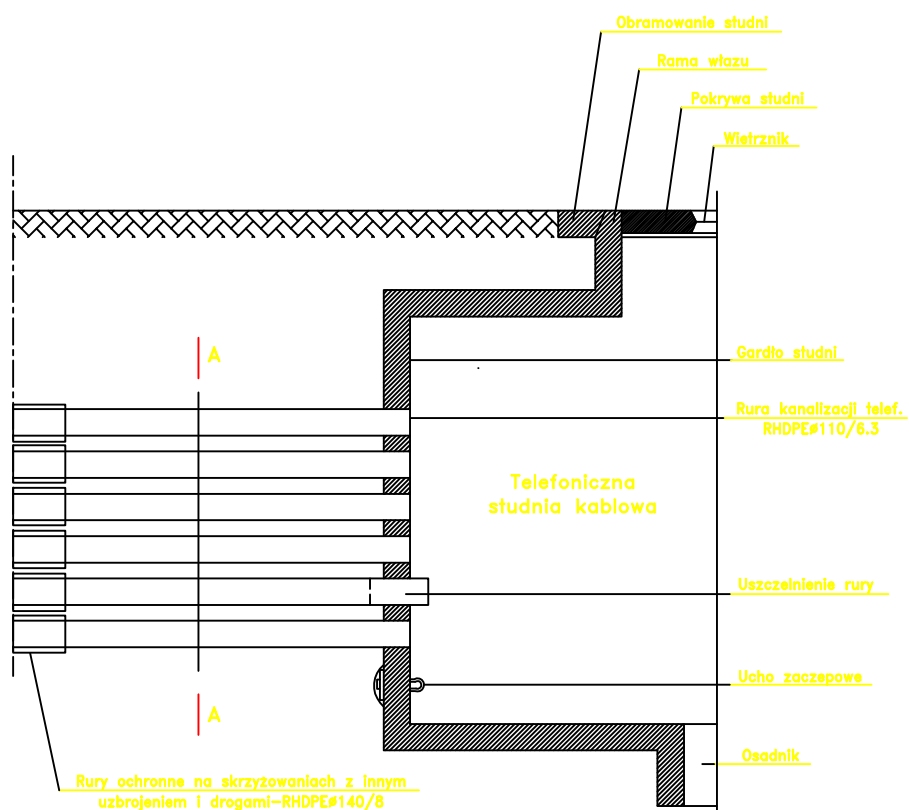 Obramowanie studni
Rama włazu
Pokrywa studni
Wietrznik
A
Gardło studni
Rura kanalizacji telef.
RHDPEø110/6.3
Telefoniczna
studnia kablowa
Uszczelnienie rury
Ucho zaczepowe
A
Osadnik
Rury ochronne na skrzyżowaniach z innym
uzbrojeniem i drogami-RHDPEø140/8